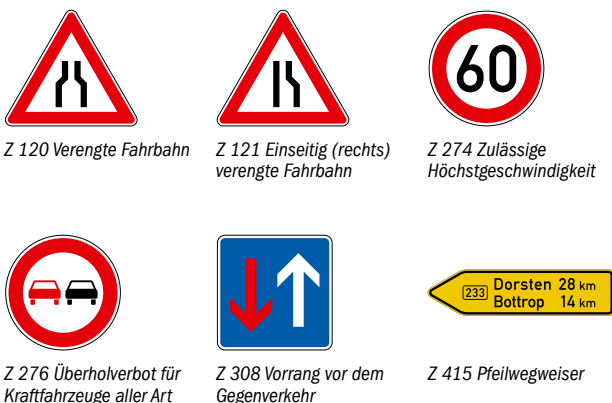 60
Z 120 Verengte Fahrbahn
Z 121 Einseitig (rechts)
verengte Fahrbahn
Z 274 Zulässige
Höchstgeschwindigkeit
233 Dorsten 28 km
Bottrop 14 km
Z 276 Überholverbot für
Kraftfahrzeuge aller Art
Z 308 Vorrang vor dem
Gegenverkehr
Z 415 Pfeilwegweiser